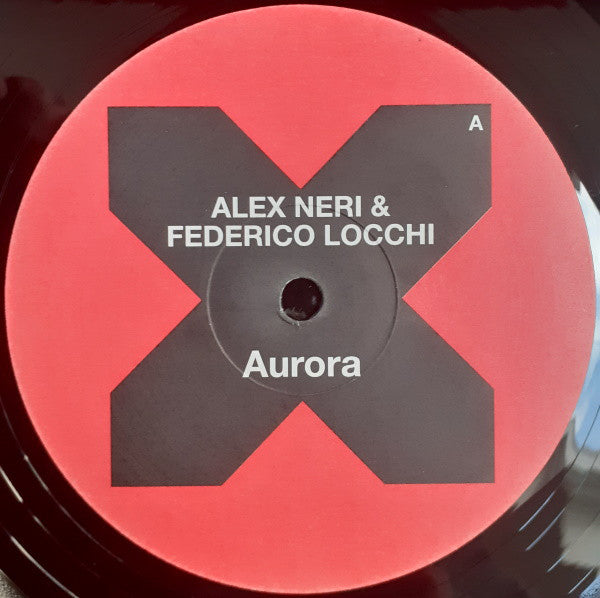 A
ALEX NERI &
FEDERICO LOCCHI
Aurora